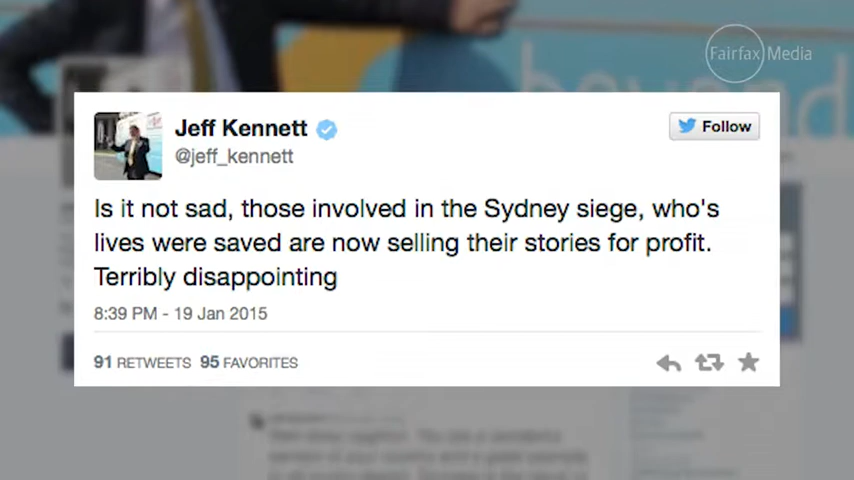 Fairfax Media
Jeff Kennett
@jeff_kennett
Follow
Is it not sad, those involved in the Sydney siege, who's
lives were saved are now selling their stories for profit.
Terribly disappointing
8:39 PM - 19 Jan 2015
91 RETWEETS 95 FAVORITES